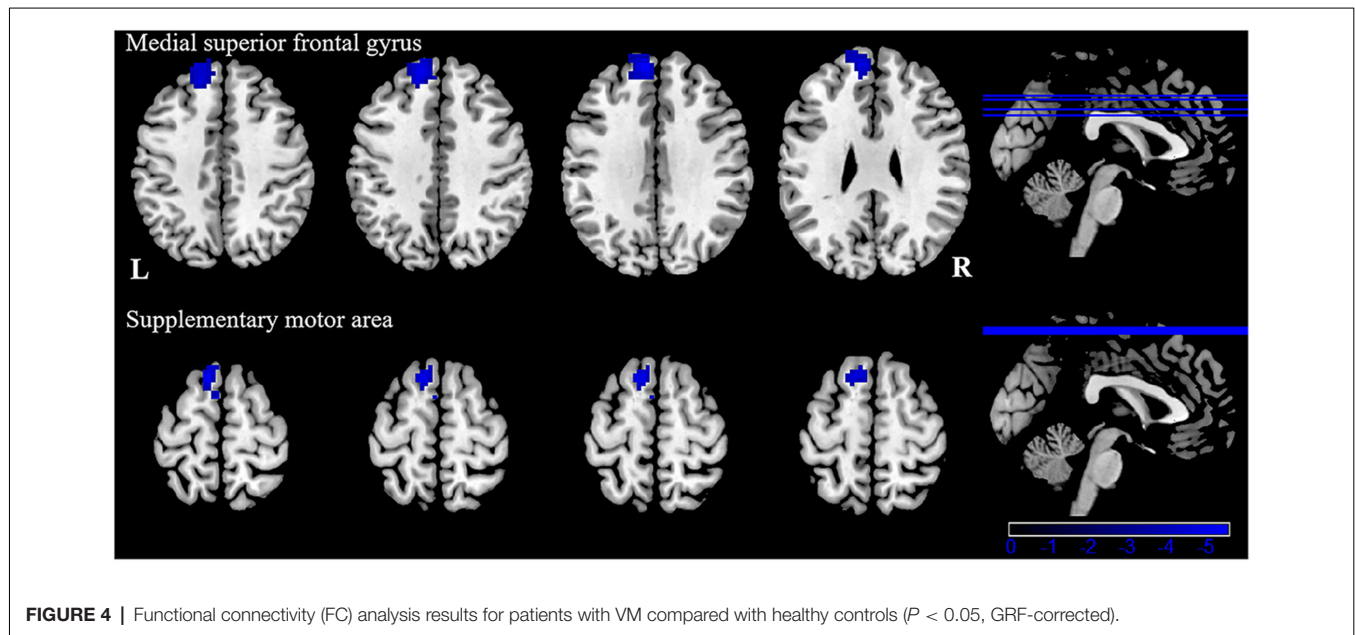 Medial superior frontal gyrus
L
R
Supplementary motor area
0 -1 -2 -3 -4 -5
FIGURE 4 | Functional connectivity (FC) analysis results for patients with VM compared with healthy controls (P < 0.05, GRF-corrected).